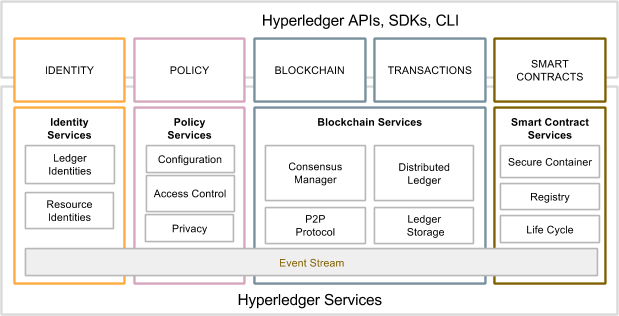 Hyperledger APIs, SDKs, CLI
IDENTITY
POLICY
BLOCKCHAIN
TRANSACTIONS
SMART
CONTRACTS
Identity
Services
Ledger
Identities
Resource
Identities
Policy
Services
Configuration
Access Control
Privacy
Blockchain Services
Consensus
Manager
Distributed
Ledger
P2P
Protocol
Ledger
Storage
Smart Contract
Services
Secure Container
Registry
Life Cycle
Event Stream
Hyperledger Services